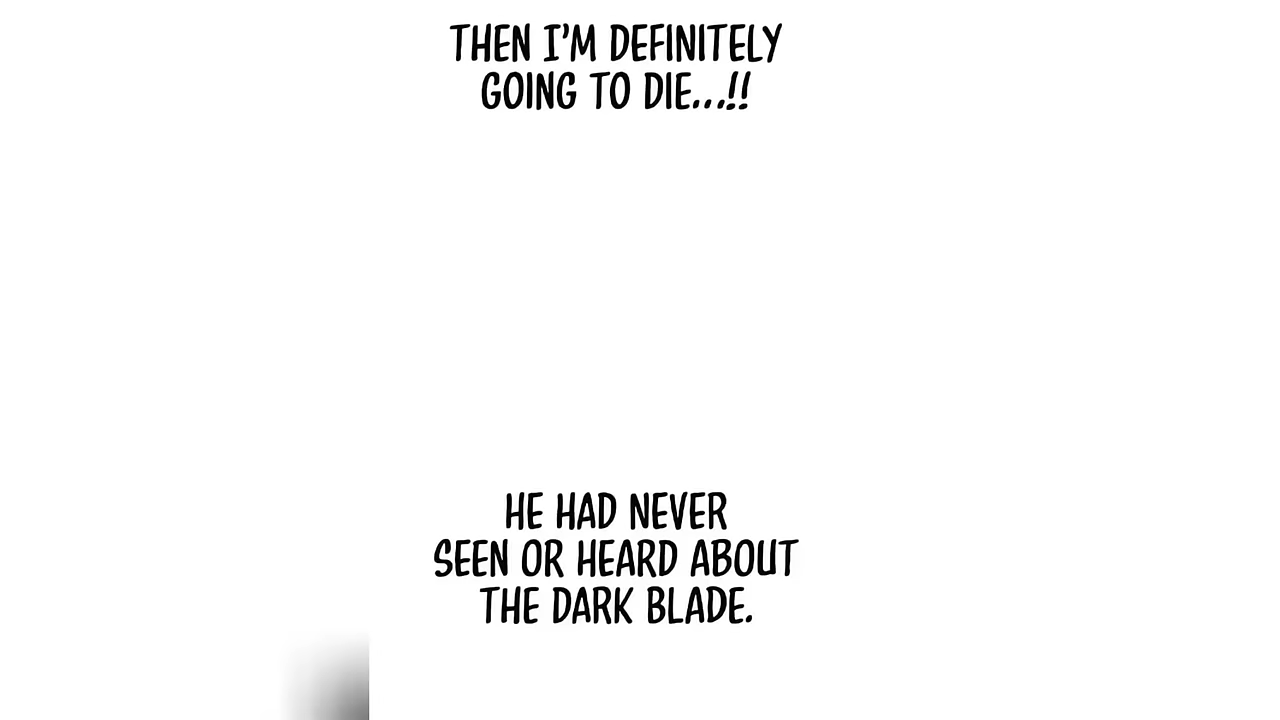 THEN I'M DEFINITELY
GOING TO DIE...!!
HE HAD NEVER
SEEN OR HEARD ABOUT
THE DARK BLADE.